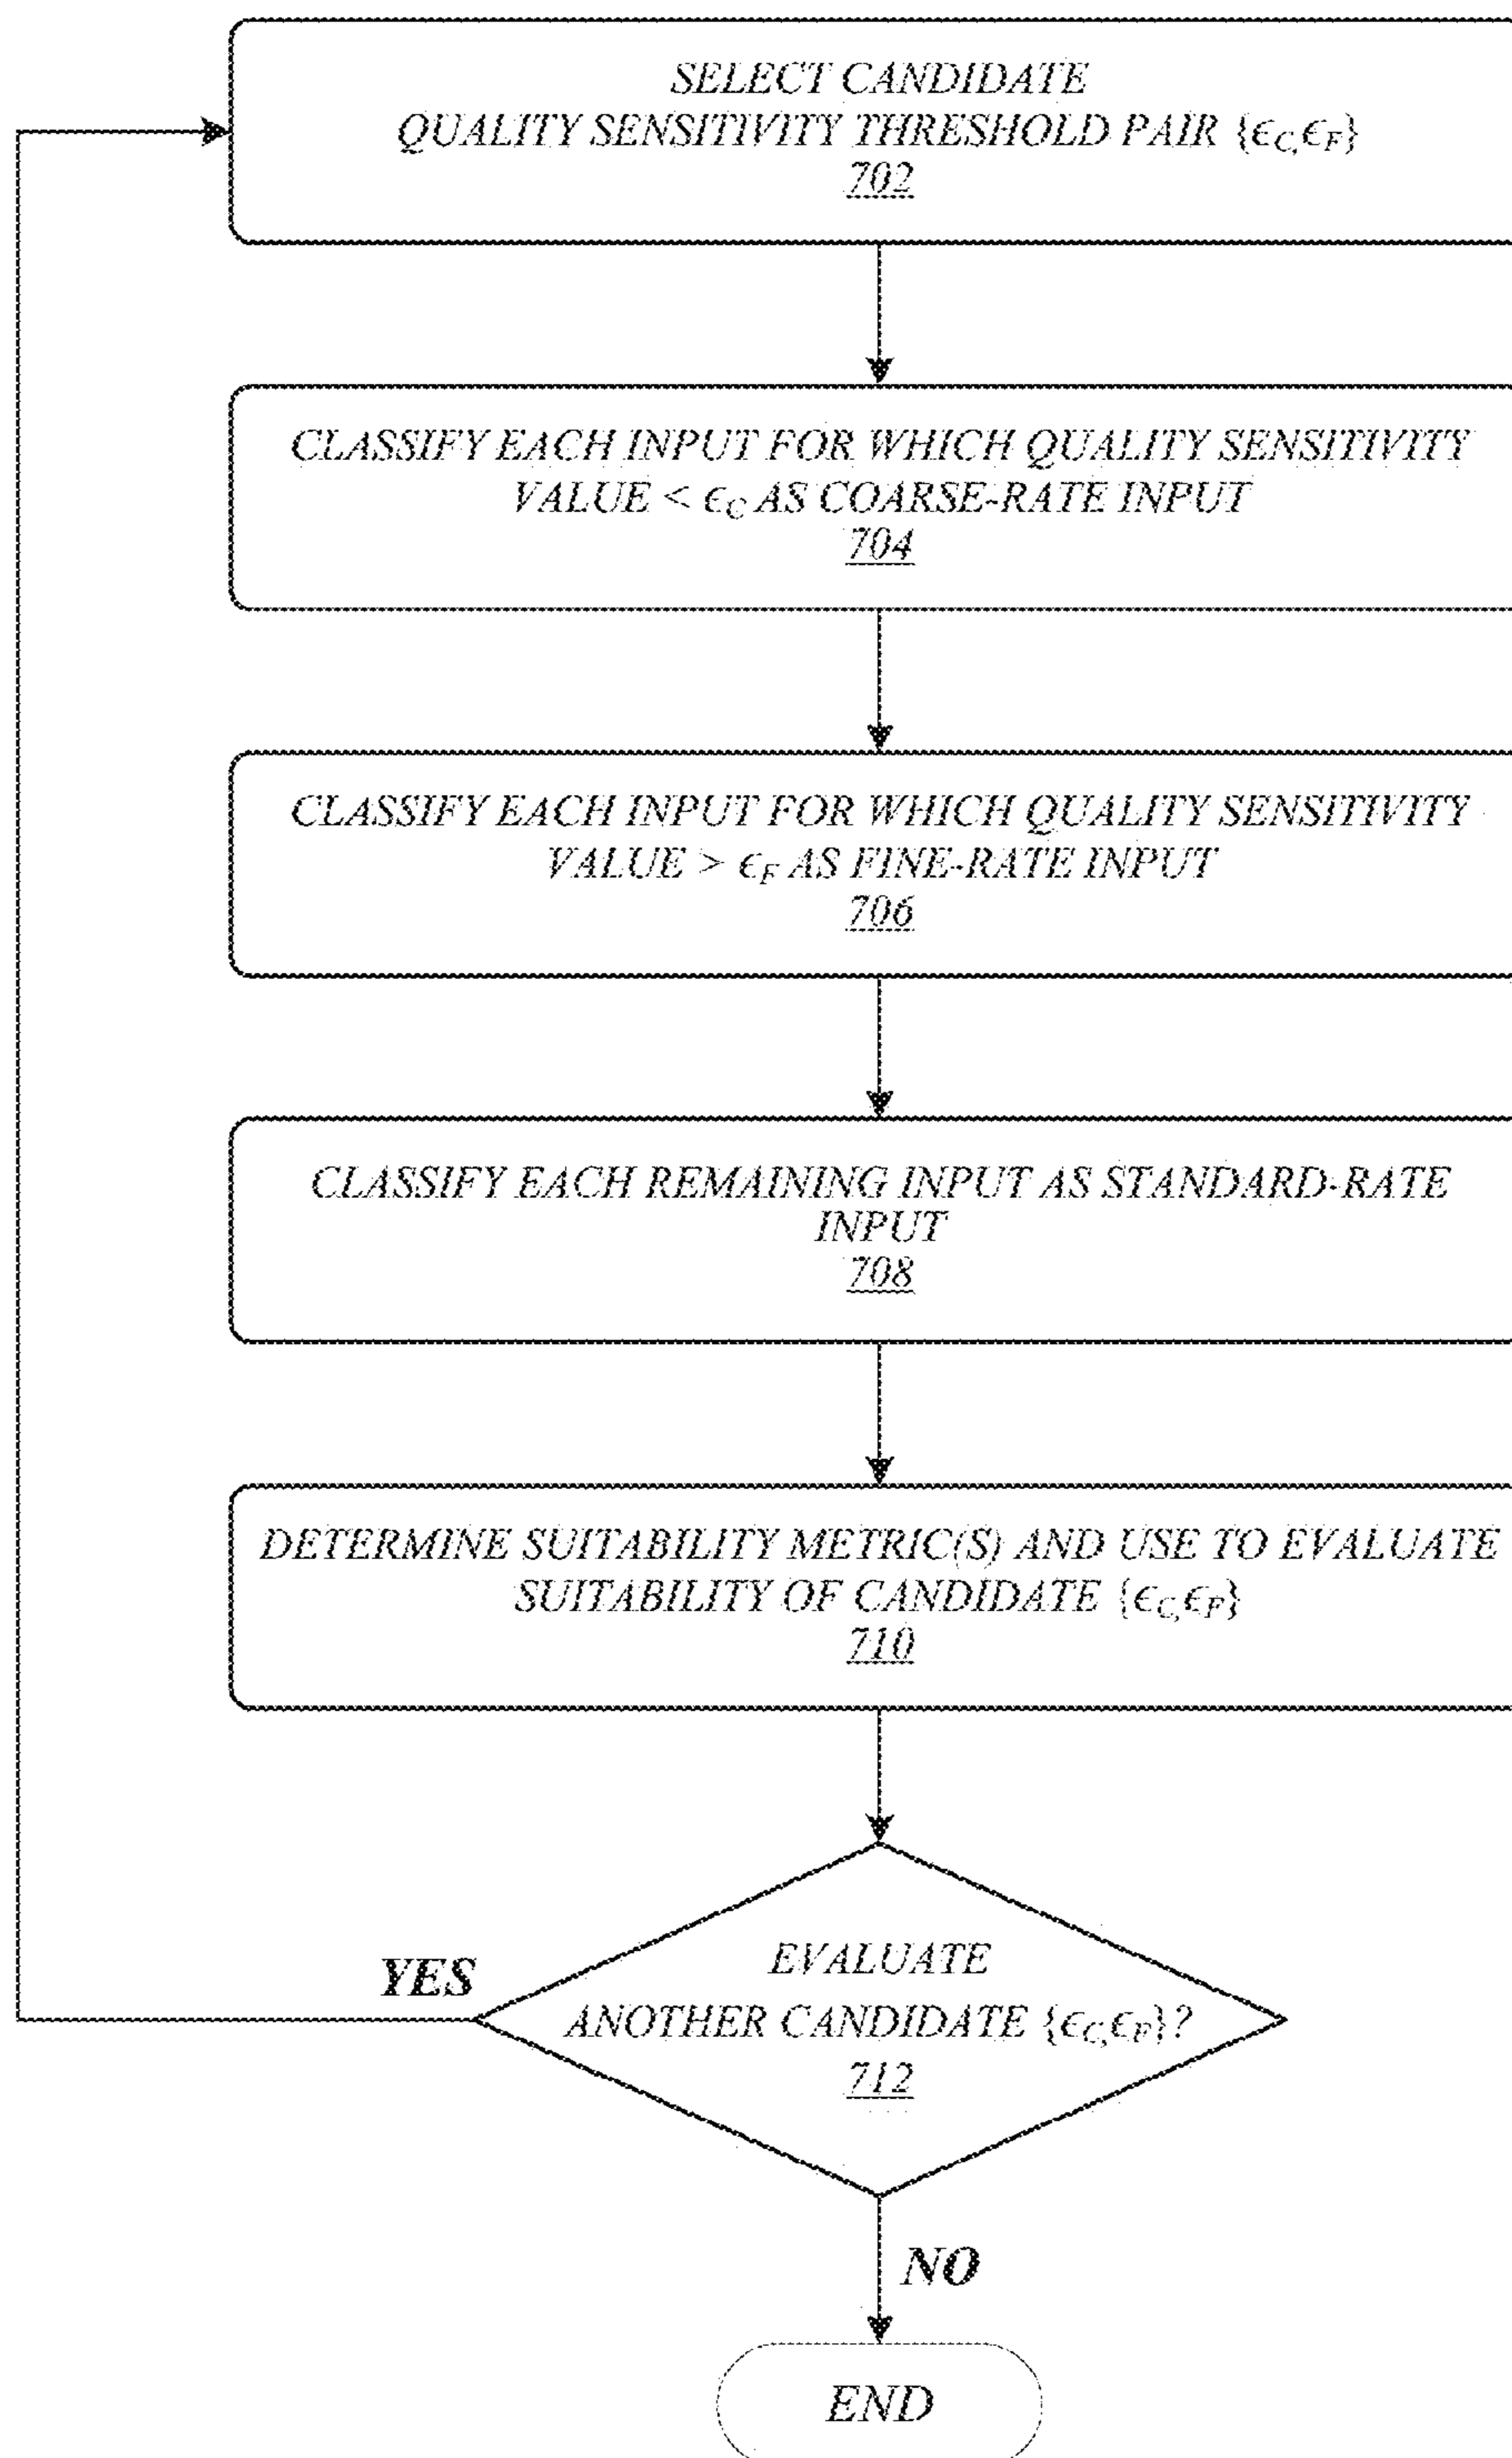 SELECT CANDIDATE
QUALITY SENSITIVITY THRESHOLD PAIR {ϵC,ϵF}
702
CLASSIFY EACH INPUT FOR WHICH QUALITY SENSITIVITY
VALUE < ϵC AS COARSE-RATE INPUT
704
CLASSIFY EACH INPUT FOR WHICH QUALITY SENSITIVITY
VALUE > ϵF AS FINE-RATE INPUT
706
CLASSIFY EACH REMAINING INPUT AS STANDARD-RATE
INPUT
708
DETERMINE SUITABILITY METRIC(S) AND USE TO EVALUATE
SUITABILITY OF CANDIDATE {ϵC,ϵF}
710
YES
EVALUATE
ANOTHER CANDIDATE {ϵC,ϵF}?
712
NO
END